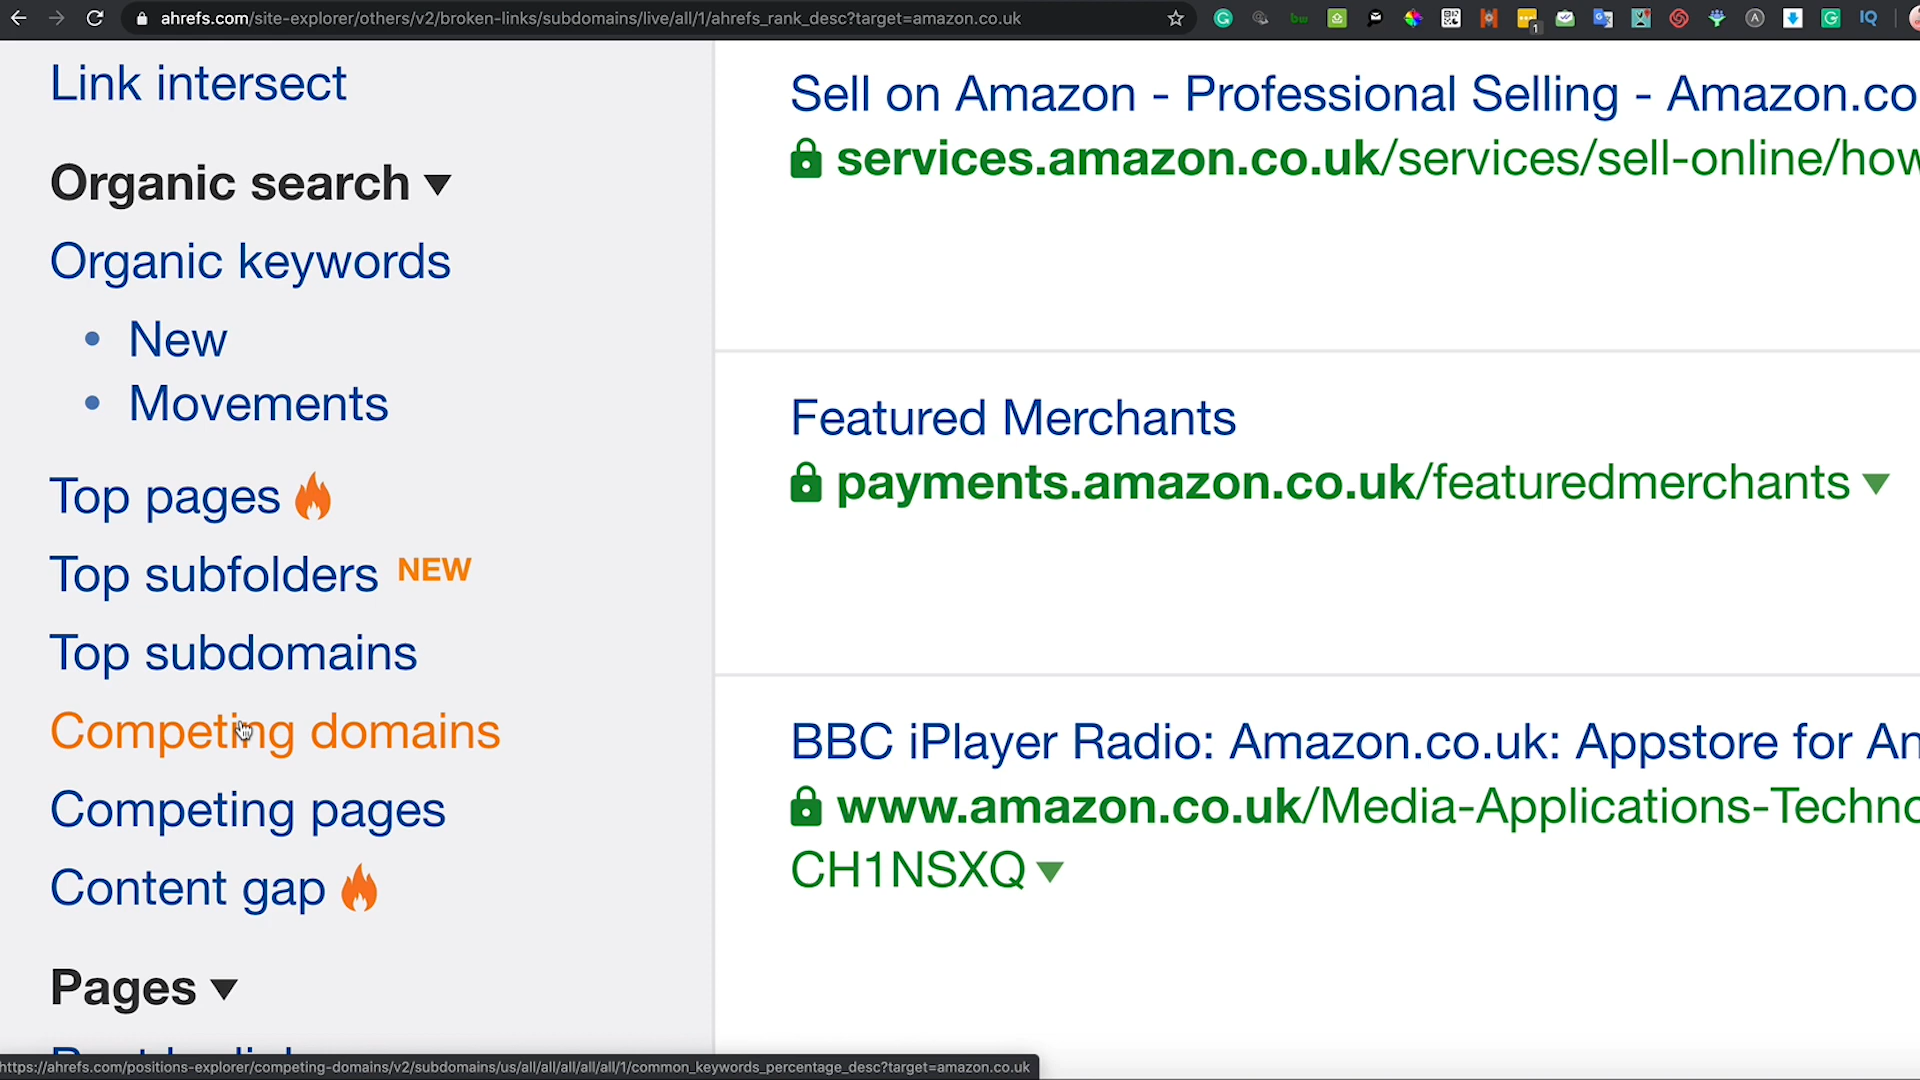 ahrefs.com/site-explorer/others/v2/broken-links/subdomains/live/all/1/ahrefs_rank_desc?target=amazon.co.uk
bw
1
A
IQ
Link intersect
Organic search
Organic keywords
New
Movements
Top pages
Top subfolders NEW
Top subdomains
Competing domains
Competing pages
Content gap
Pages
Sell on Amazon - Professional Selling - Amazon.co
services.amazon.co.uk/services/sell-online/how
Featured Merchants
payments.amazon.co.uk/featuredmerchants
BBC iPlayer Radio: Amazon.co.uk: Appstore for An
www.amazon.co.uk/Media-Applications-Techno
CH1NSXQ
https://ahrefs.com/positions-explorer/competing-domains/v2/subdomains/us/all/all/all/all/all/1/common_keywords_percentage_desc?target=amazon.co.uk